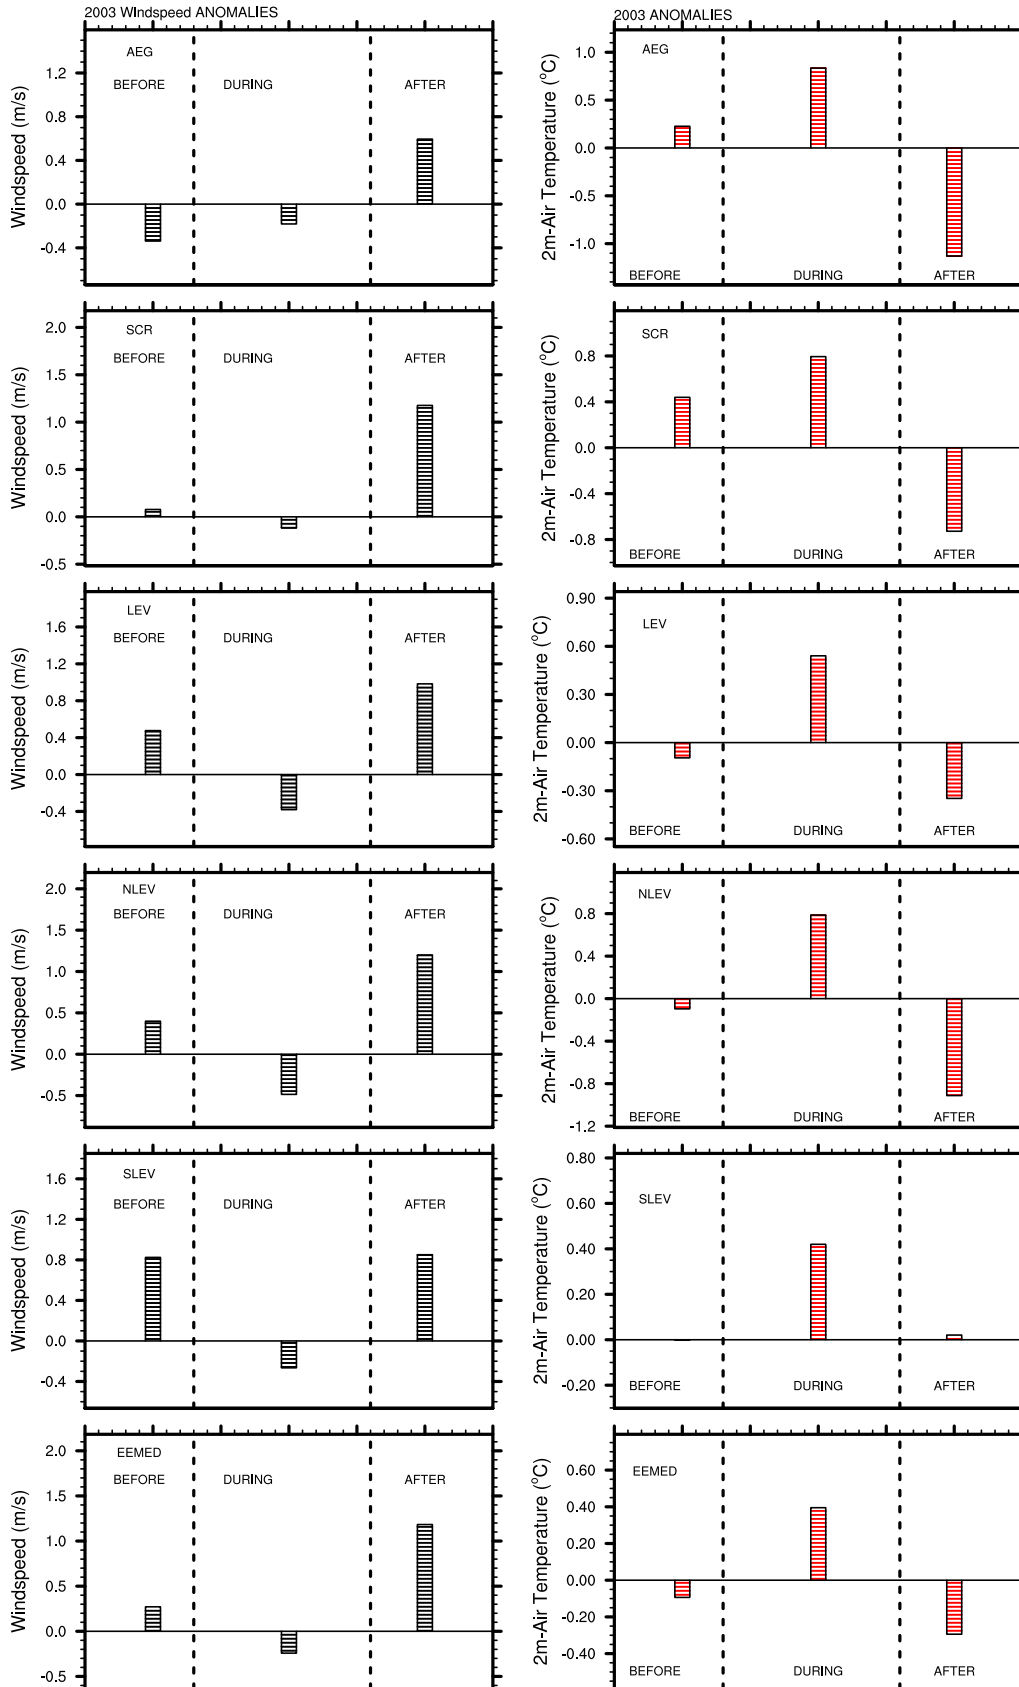 2003 Windspeed ANOMALIES
AEG
BEFORE DURING AFTER
Windspeed (m/s)
1.2
0.8
0.4
0.0
-0.4
2003 ANOMALIES
AEG
2m-Air Temperature (°C)
1.0
0.5
0.0
-0.5
-1.0
BEFORE DURING AFTER
SCR
BEFORE DURING AFTER
Windspeed (m/s)
2.0
1.5
1.0
0.5
0.0
-0.5
SCR
2m-Air Temperature (°C)
0.8
0.4
0.0
-0.4
-0.8
BEFORE DURING AFTER
LEV
BEFORE DURING AFTER
Windspeed (m/s)
1.6
1.2
0.8
0.4
0.0
-0.4
LEV
2m-Air Temperature (°C)
0.90
0.60
0.30
0.00
-0.30
-0.60
BEFORE DURING AFTER
NLEV
BEFORE DURING AFTER
Windspeed (m/s)
2.0
1.5
1.0
0.5
0.0
-0.5
NLEV
2m-Air Temperature (°C)
0.8
0.4
0.0
-0.4
-0.8
-1.2
BEFORE DURING AFTER
SLEV
BEFORE DURING AFTER
Windspeed (m/s)
1.6
1.2
0.8
0.4
0.0
-0.4
SLEV
2m-Air Temperature (°C)
0.80
0.60
0.40
0.20
0.00
-0.20
BEFORE DURING AFTER
EEMED
BEFORE DURING AFTER
Windspeed (m/s)
2.0
1.5
1.0
0.5
0.0
-0.5
EEMED
2m-Air Temperature (°C)
0.60
0.40
0.20
0.00
-0.20
-0.40
BEFORE DURING AFTER